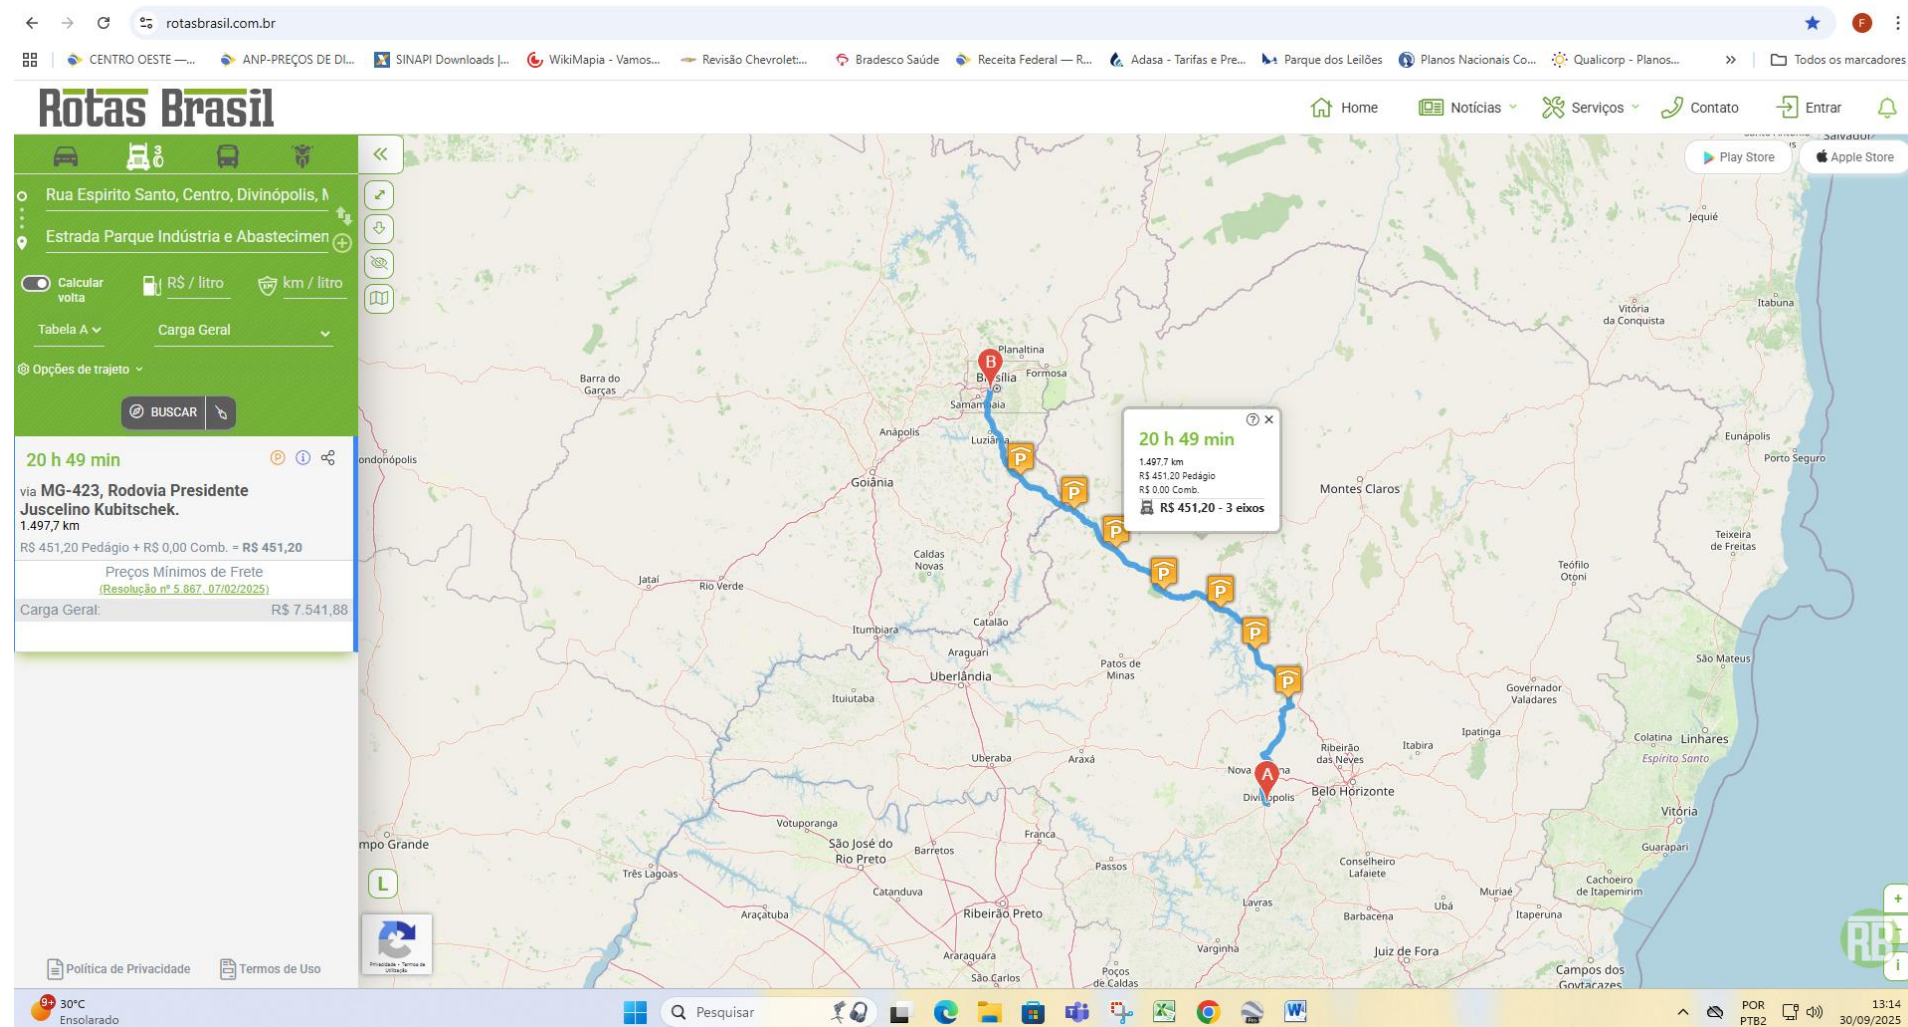 rotasbrasil.com.br
F
CENTRO OESTE —...
ANP-PREÇOS DE DI...
SINAPI Downloads |...
WikiMapia - Vamos...
Revisão Chevrolet:...
Bradesco Saúde
Receita Federal — R...
Adasa - Tarifas e Pre...
Parque dos Leilões
Planos Nacionais Co...
Qualicorp - Planos...
Todos os marcadores
Rotas Brasil
Home
Notícias
Serviços
Contato
Entrar
Play Store
Apple Store
Rua Espirito Santo, Centro, Divinópolis, M
Estrada Parque Indústria e Abastecimen
Calcular
volta
R$ / litro
km / litro
Tabela A
Carga Geral
Opções de trajeto
BUSCAR
20 h 49 min
via MG-423, Rodovia Presidente
Juscelino Kubitschek.
1.497,7 km
R$ 451,20 Pedágio + R$ 0,00 Comb. = R$ 451,20
Preços Mínimos de Frete
(Resolução nº 5.867, 07/02/2025)
Carga Geral:
R$ 7.541,88
Política de Privacidade
Termos de Uso
20 h 49 min
1.497,7 km
R$ 451,20 Pedágio
R$ 0,00 Comb.
R$ 451,20 - 3 eixos
Jequié
Itabuna
Vitória
da Conquista
Planaltina
B
Formosa
Samambaia
Barra do
Garças
Anápolis
ondonópolis
Goiânia
Montes Claros
Eunápolis
Porto Seguro
Teixeira
de Freitas
Caldas
Novas
Jataí
Rio Verde
Teófilo
Otoni
Itumbiara
Catalão
Araguari
Uberlândia
Patos de
Minas
São Mateus
Ituiutaba
Governador
Valadares
Ipatinga
Colatina
Linhares
Espírito Santo
Uberaba
Araxá
Ribeirão
das Neves
Itabira
A
Belo Horizonte
Vitória
Votuporanga
Franca
Guarapari
mpo Grande
São José do
Rio Preto
Barretos
Passos
Conselheiro
Lafaiete
Três Lagoas
Catanduva
Lavras
Muriaé
Cachoeiro
de Itapemirim
Araçatuba
Ribeirão Preto
Barbacena
Ubá
Itaperuna
Araraquara
Varginha
Juiz de Fora
São Carlos
Poços
de Caldas
Campos dos
Goytacazes
L
RB
30°C
Ensolarado
Pesquisar
POR
PTB2
13:14
30/09/2025